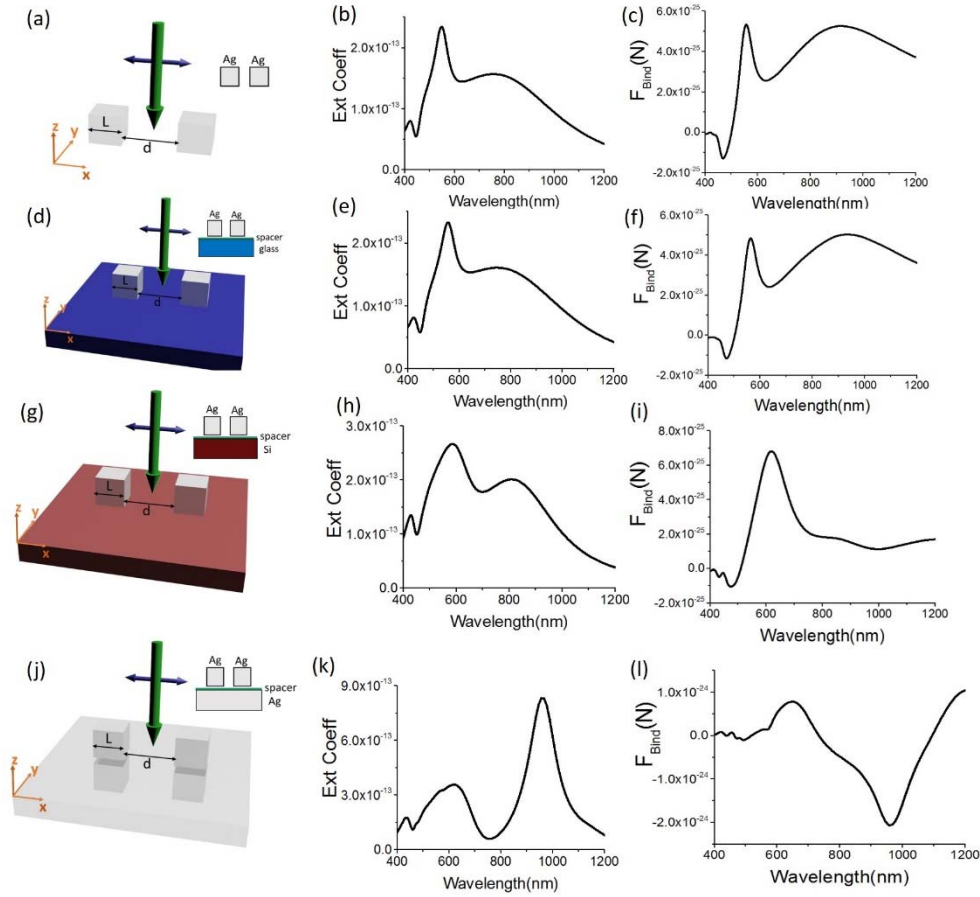 (a)
Ag Ag
L
d
z
y
x
(b)
Ext Coeff
2.0x10⁻¹³
1.0x10⁻¹³
0.0
400 600 800 1000 1200
Wavelength(nm)
(c)
F_Bind(N)
6.0x10⁻²⁵
4.0x10⁻²⁵
2.0x10⁻²⁵
0.0
-2.0x10⁻²⁵
400 600 800 1000 1200
Wavelength(nm)
(d)
Ag Ag
spacer
glass
L
d
z
y
x
(e)
Ext Coeff
2.0x10⁻¹³
1.0x10⁻¹³
0.0
400 600 800 1000 1200
Wavelength(nm)
(f)
F_Bind(N)
6.0x10⁻²⁵
4.0x10⁻²⁵
2.0x10⁻²⁵
0.0
-2.0x10⁻²⁵
400 600 800 1000 1200
Wavelength(nm)
(g)
Ag Ag
spacer
Si
L
d
z
y
x
(h)
Ext Coeff
3.0x10⁻¹³
2.0x10⁻¹³
1.0x10⁻¹³
0.0
400 600 800 1000 1200
Wavelength(nm)
(i)
F_Bind(N)
8.0x10⁻²⁵
6.0x10⁻²⁵
4.0x10⁻²⁵
2.0x10⁻²⁵
0.0
-2.0x10⁻²⁵
400 600 800 1000 1200
Wavelength(nm)
(j)
Ag Ag
spacer
Ag
L
d
z
y
x
(k)
Ext Coeff
9.0x10⁻¹³
6.0x10⁻¹³
3.0x10⁻¹³
0.0
400 600 800 1000 1200
Wavelength(nm)
(l)
F_Bind(N)
1.0x10⁻²⁴
0.0
-1.0x10⁻²⁴
-2.0x10⁻²⁴
400 600 800 1000 1200
Wavelength(nm)